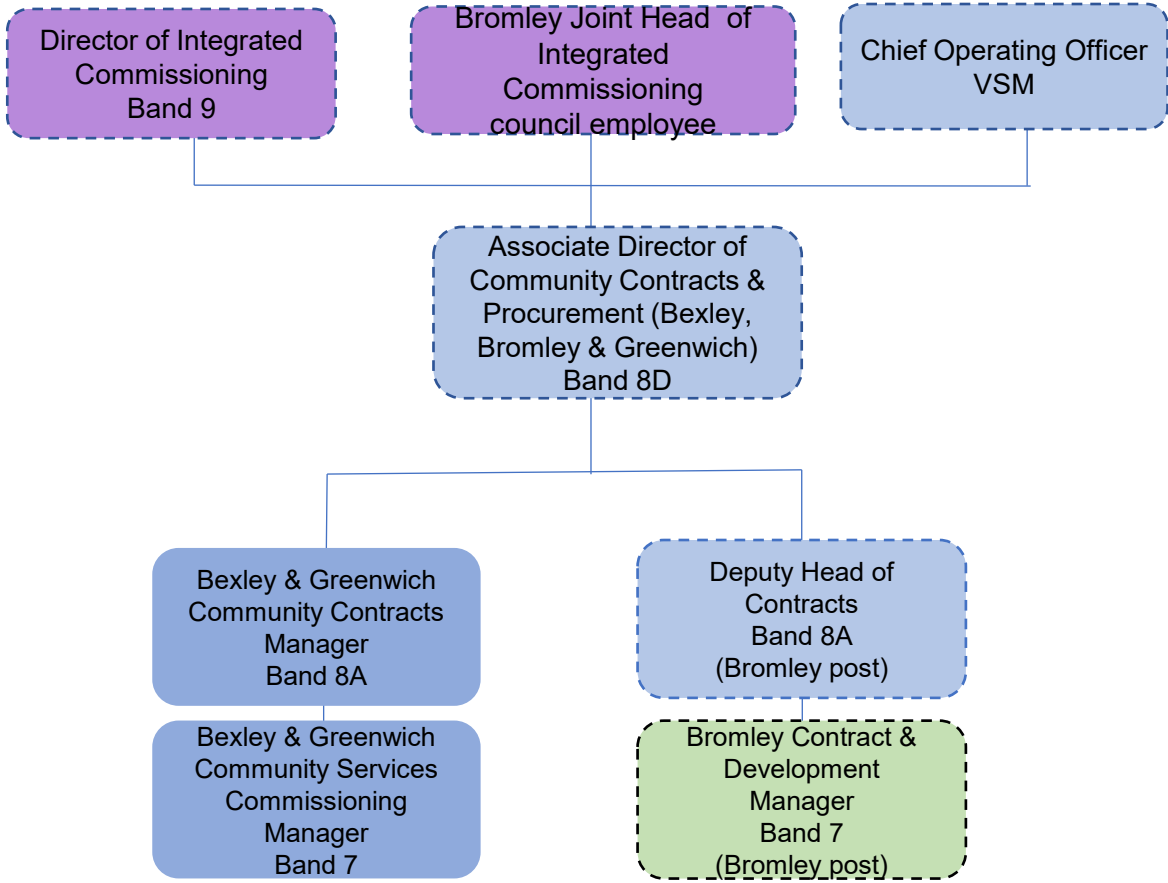 Director of Integrated
Commissioning
Band 9
Bromley Joint Head of
Integrated
Commissioning
council employee
Chief Operating Officer
VSM
Associate Director of
Community Contracts &
Procurement (Bexley,
Bromley & Greenwich)
Band 8D
Bexley & Greenwich
Community Contracts
Manager
Band 8A
Deputy Head of
Contracts
Band 8A
(Bromley post)
Bexley & Greenwich
Community Services
Commissioning
Manager
Band 7
Bromley Contract &
Development
Manager
Band 7
(Bromley post)